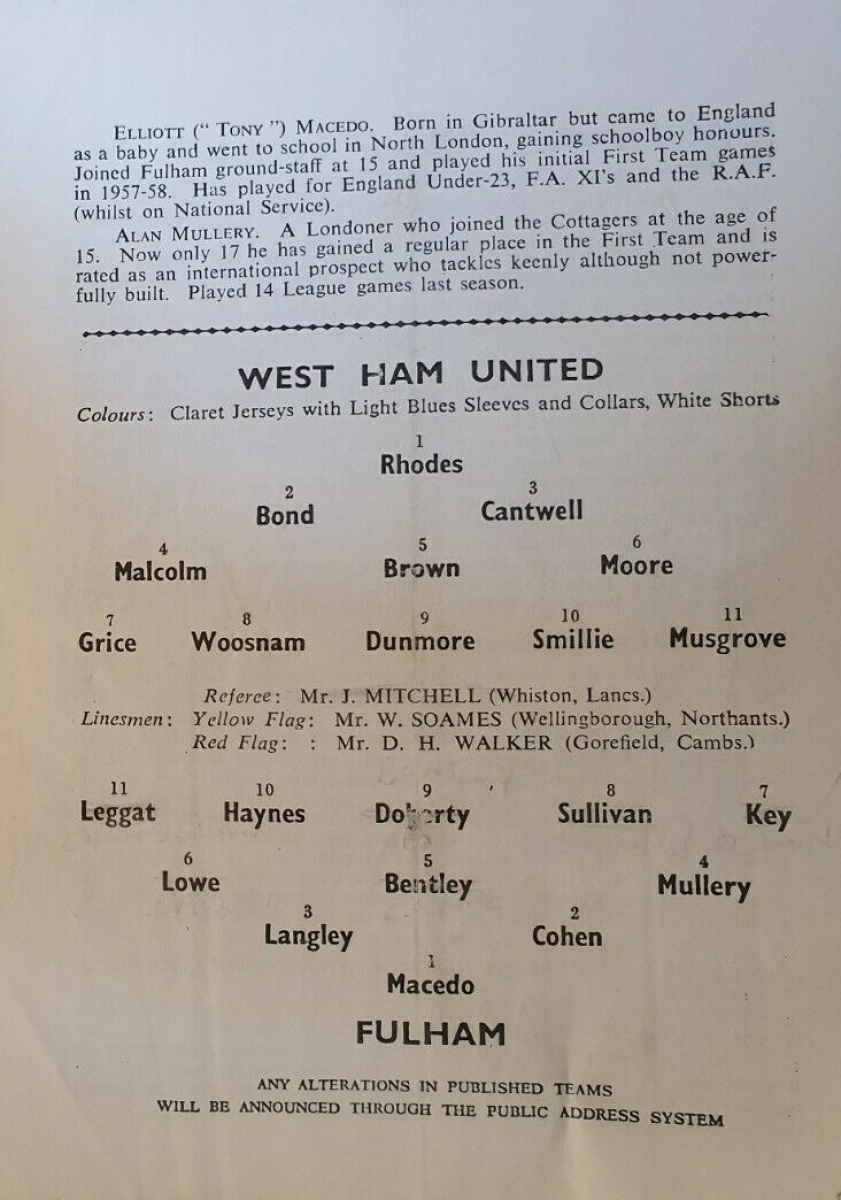 ELLIOTT (“ TONY ”) MACEDO. Born in Gibraltar but came to England
as a baby and went to school in North London, gaining schoolboy honours.
Joined Fulham ground-staff at 15 and played his initial First Team games
in 1957-58. Has played for England Under-23, F.A. XI's and the R.A.F.
(whilst on National Service).
ALAN MULLERY. A Londoner who joined the Cottagers at the age of
15. Now only 17 he has gained a regular place in the First Team and is
rated as an international prospect who tackles keenly although not power-
fully built. Played 14 League games last season.
WEST HAM UNITED
Colours: Claret Jerseys with Light Blues Sleeves and Collars, White Shorts
1
Rhodes
2 3
Bond Cantwell
4 5 6
Malcolm Brown Moore
7 8 9 10 11
Grice Woosnam Dunmore Smillie Musgrove
Referee: Mr. J. MITCHELL (Whiston, Lancs.)
Linesmen: Yellow Flag: Mr. W. SOAMES (Wellingborough, Northants.)
Red Flag: : Mr. D. H. WALKER (Gorefield, Cambs.)
11 10 9 8 7
Leggat Haynes Doherty Sullivan Key
6 5 4
Lowe Bentley Mullery
3 2
Langley Cohen
1
Macedo
FULHAM
ANY ALTERATIONS IN PUBLISHED TEAMS
WILL BE ANNOUNCED THROUGH THE PUBLIC ADDRESS SYSTEM